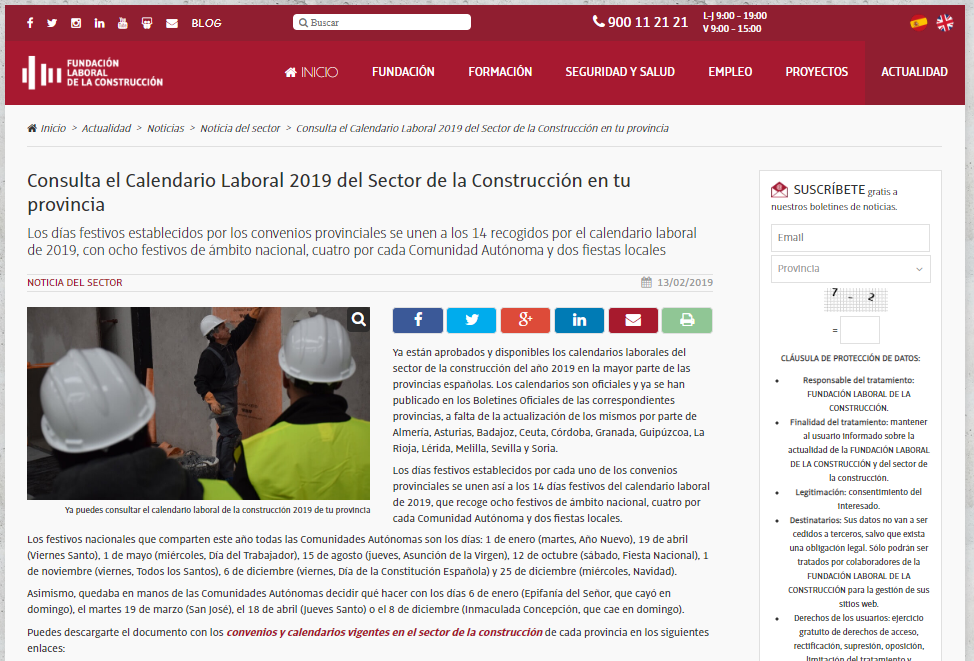 BLOG
Buscar
900 11 21 21
L-J 9:00 - 19:00
V 9:00 - 15:00
FUNDACIÓN
LABORAL
DE LA CONSTRUCCIÓN
INICIO
FUNDACIÓN
FORMACIÓN
SEGURIDAD Y SALUD
EMPLEO
PROYECTOS
ACTUALIDAD
Inicio > Actualidad > Noticias > Noticia del sector > Consulta el Calendario Laboral 2019 del Sector de la Construcción en tu provincia
Consulta el Calendario Laboral 2019 del Sector de la Construcción en tu
provincia
Los días festivos establecidos por los convenios provinciales se unen a los 14 recogidos por el calendario laboral
de 2019, con ocho festivos de ámbito nacional, cuatro por cada Comunidad Autónoma y dos fiestas locales
NOTICIA DEL SECTOR
13/02/2019
Ya puedes consultar el calendario laboral de la construcción 2019 de tu provincia
Ya están aprobados y disponibles los calendarios laborales del
sector de la construcción del año 2019 en la mayor parte de las
provincias españolas. Los calendarios son oficiales y ya se han
publicado en los Boletines Oficiales de las correspondientes
provincias, a falta de la actualización de los mismos por parte de
Almería, Asturias, Badajoz, Ceuta, Córdoba, Granada, Guipúzcoa, La
Rioja, Lérida, Melilla, Sevilla y Soria.
Los días festivos establecidos por cada uno de los convenios
provinciales se unen así a los 14 días festivos del calendario laboral
de 2019, que recoge ocho festivos de ámbito nacional, cuatro por
cada Comunidad Autónoma y dos fiestas locales.
Los festivos nacionales que comparten este año todas las Comunidades Autónomas son los días: 1 de enero (martes, Año Nuevo), 19 de abril
(Viernes Santo), 1 de mayo (miércoles, Día del Trabajador), 15 de agosto (jueves, Asunción de la Virgen), 12 de octubre (sábado, Fiesta Nacional), 1
de noviembre (viernes, Todos los Santos), 6 de diciembre (viernes, Día de la Constitución Española) y 25 de diciembre (miércoles, Navidad).
Asimismo, quedaba en manos de las Comunidades Autónomas decidir qué hacer con los días 6 de enero (Epifanía del Señor, que cayó en
domingo), el martes 19 de marzo (San José), el 18 de abril (Jueves Santo) o el 8 de diciembre (Inmaculada Concepción, que cae en domingo).
Puedes descargarte el documento con los convenios y calendarios vigentes en el sector de la construcción de cada provincia en los siguientes
enlaces:
SUSCRÍBETE gratis a
nuestros boletines de noticias.
Email
Provincia
7 - 2
=
CLÁUSULA DE PROTECCIÓN DE DATOS:
• Responsable del tratamiento:
FUNDACIÓN LABORAL DE LA
CONSTRUCCIÓN.
• Finalidad del tratamiento: mantener
al usuario informado sobre la
actualidad de la FUNDACIÓN LABORAL
DE LA CONSTRUCCIÓN y del sector de
la construcción.
• Legitimación: consentimiento del
interesado.
• Destinatarios: Sus datos no van a ser
cedidos a terceros, salvo que exista
una obligación legal. Sólo podrán ser
tratados por colaboradores de la
FUNDACIÓN LABORAL DE LA
CONSTRUCCIÓN para la gestión de sus
sitios web.
• Derechos de los usuarios: ejercicio
gratuito de derechos de acceso,
rectificación, supresión, oposición,
limitación del tratamiento y